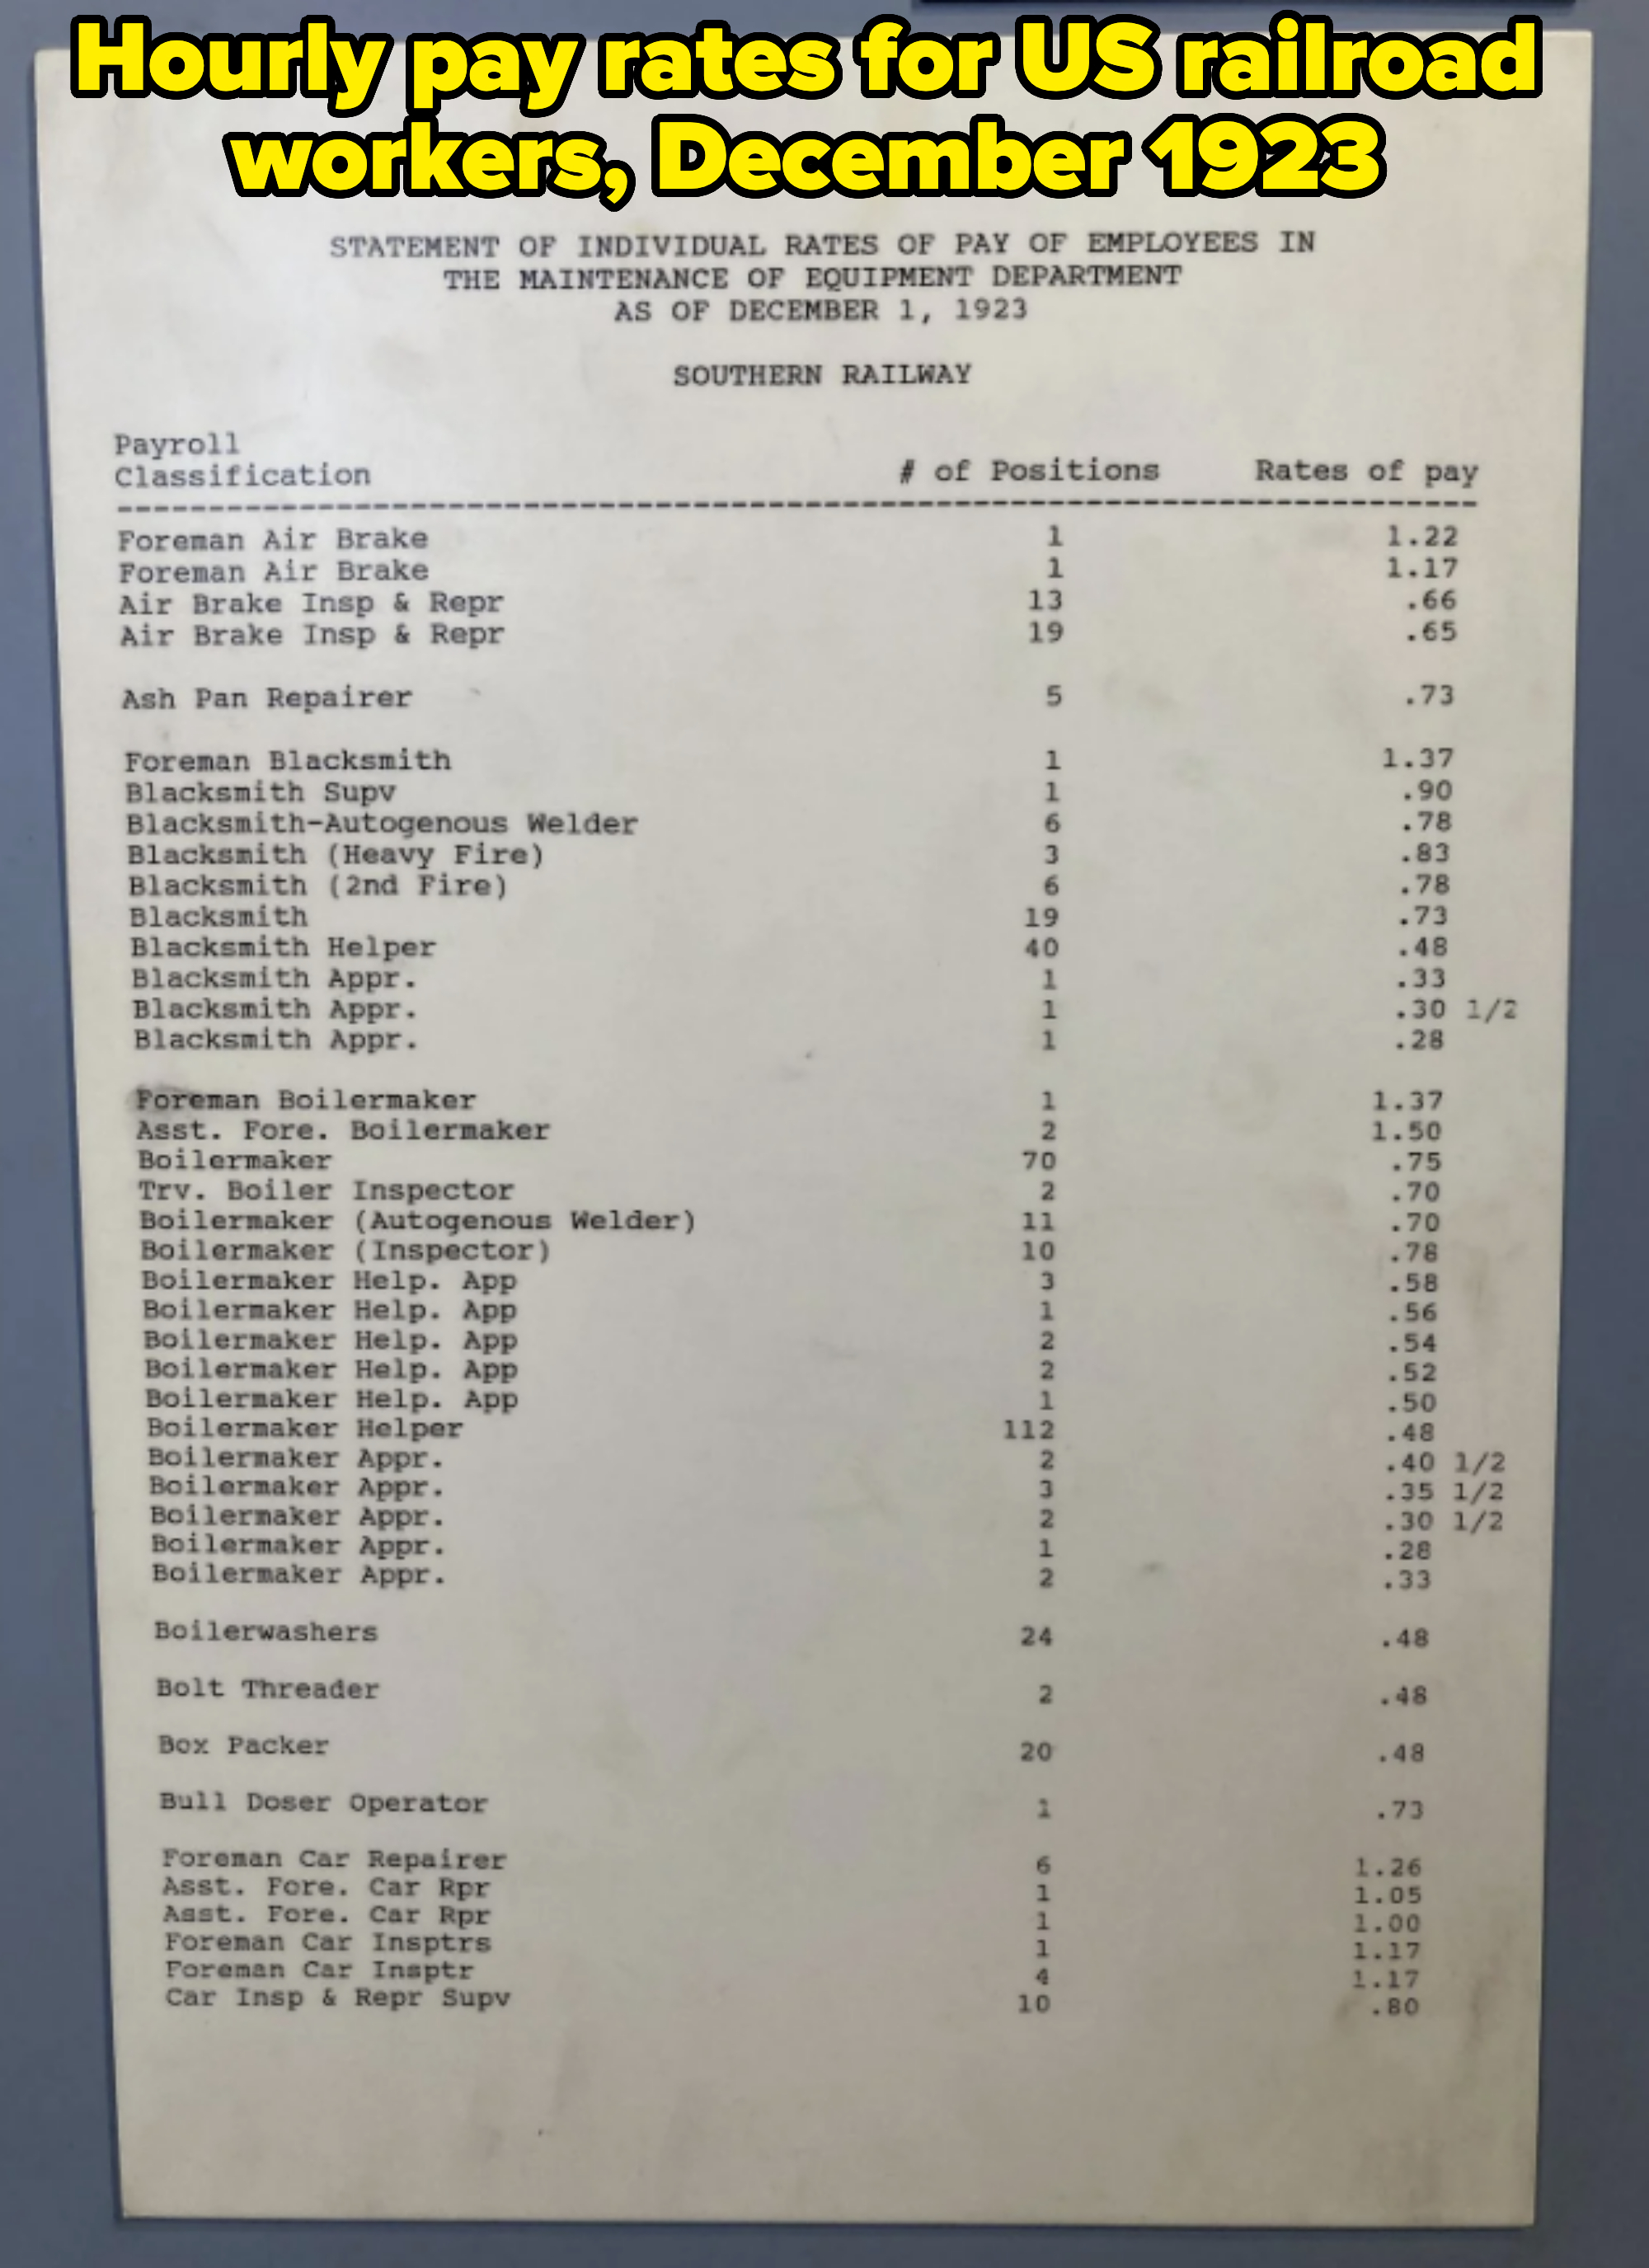 Hourly pay rates for US railroad
workers, December 1923
STATEMENT OF INDIVIDUAL RATES OF PAY OF EMPLOYEES IN
THE MAINTENANCE OF EQUIPMENT DEPARTMENT
AS OF DECEMBER 1, 1923
SOUTHERN RAILWAY
Payroll
Classification # of Positions Rates of pay
Foreman Air Brake 1 1.22
Foreman Air Brake 1 1.17
Air Brake Insp & Repr 13 .66
Air Brake Insp & Repr 19 .65
Ash Pan Repairer 5 .73
Foreman Blacksmith 1 1.37
Blacksmith Supv 1 .90
Blacksmith-Autogenous Welder 6 .78
Blacksmith (Heavy Fire) 3 .83
Blacksmith (2nd Fire) 6 .78
Blacksmith 19 .73
Blacksmith Helper 40 .48
Blacksmith Appr. 1 .33
Blacksmith Appr. 1 .30 1/2
Blacksmith Appr. 1 .28
Foreman Boilermaker 1 1.37
Asst. Fore. Boilermaker 2 1.50
Boilermaker 70 .75
Trv. Boiler Inspector 2 .70
Boilermaker (Autogenous Welder) 11 .70
Boilermaker (Inspector) 10 .78
Boilermaker Help. App 3 .58
Boilermaker Help. App 1 .56
Boilermaker Help. App 2 .54
Boilermaker Help. App 2 .52
Boilermaker Help. App 1 .50
Boilermaker Helper 112 .48
Boilermaker Appr. 2 .40 1/2
Boilermaker Appr. 3 .35 1/2
Boilermaker Appr. 2 .30 1/2
Boilermaker Appr. 1 .28
Boilermaker Appr. 2 .33
Boilerwashers 24 .48
Bolt Threader 2 .48
Box Packer 20 .48
Bull Doser Operator 1 .73
Foreman Car Repairer 6 1.26
Asst. Fore. Car Rpr 1 1.05
Asst. Fore. Car Rpr 1 1.00
Foreman Car Insptrs 1 1.17
Foreman Car Insptr 4 1.17
Car Insp & Repr Supv 10 .80